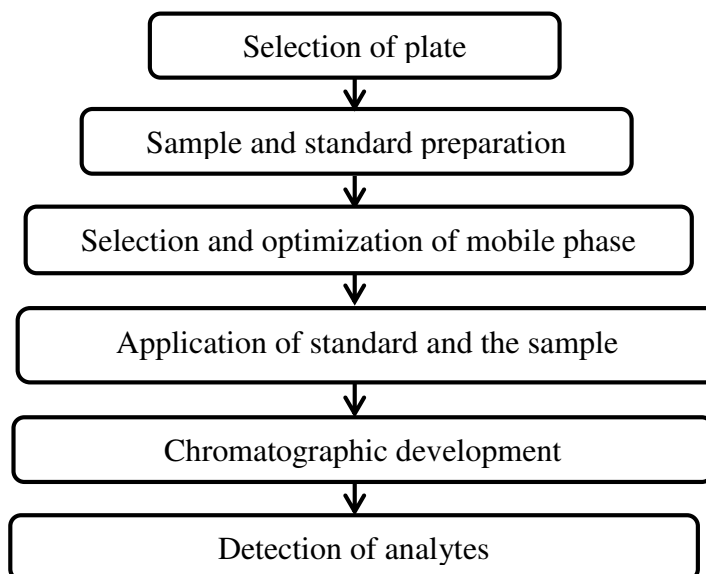 Selection of plate
Sample and standard preparation
Selection and optimization of mobile phase
Application of standard and the sample
Chromatographic development
Detection of analytes